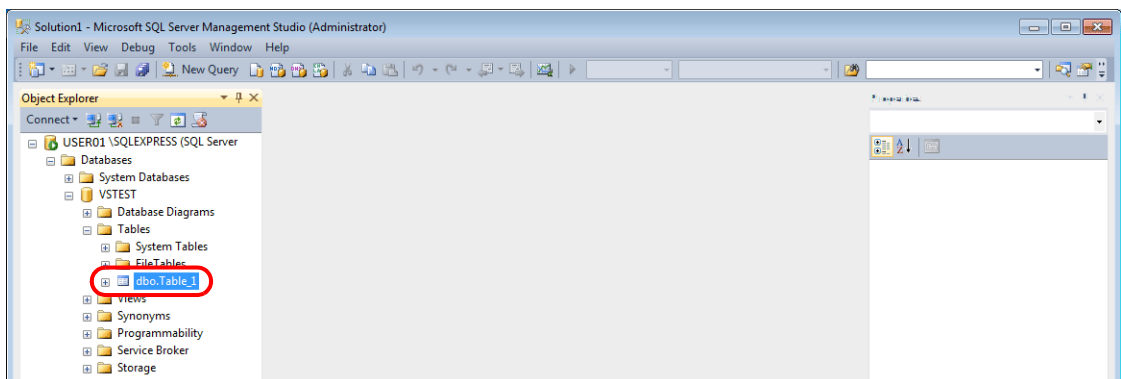 Solution1 - Microsoft SQL Server Management Studio (Administrator)
File Edit View Debug Tools Window Help
New Query
Object Explorer
Connect
USER01 \SQLEXPRESS (SQL Server
Databases
System Databases
VSTEST
Database Diagrams
Tables
System Tables
FileTables
dbo.Table_1
Views
Synonyms
Programmability
Service Broker
Storage